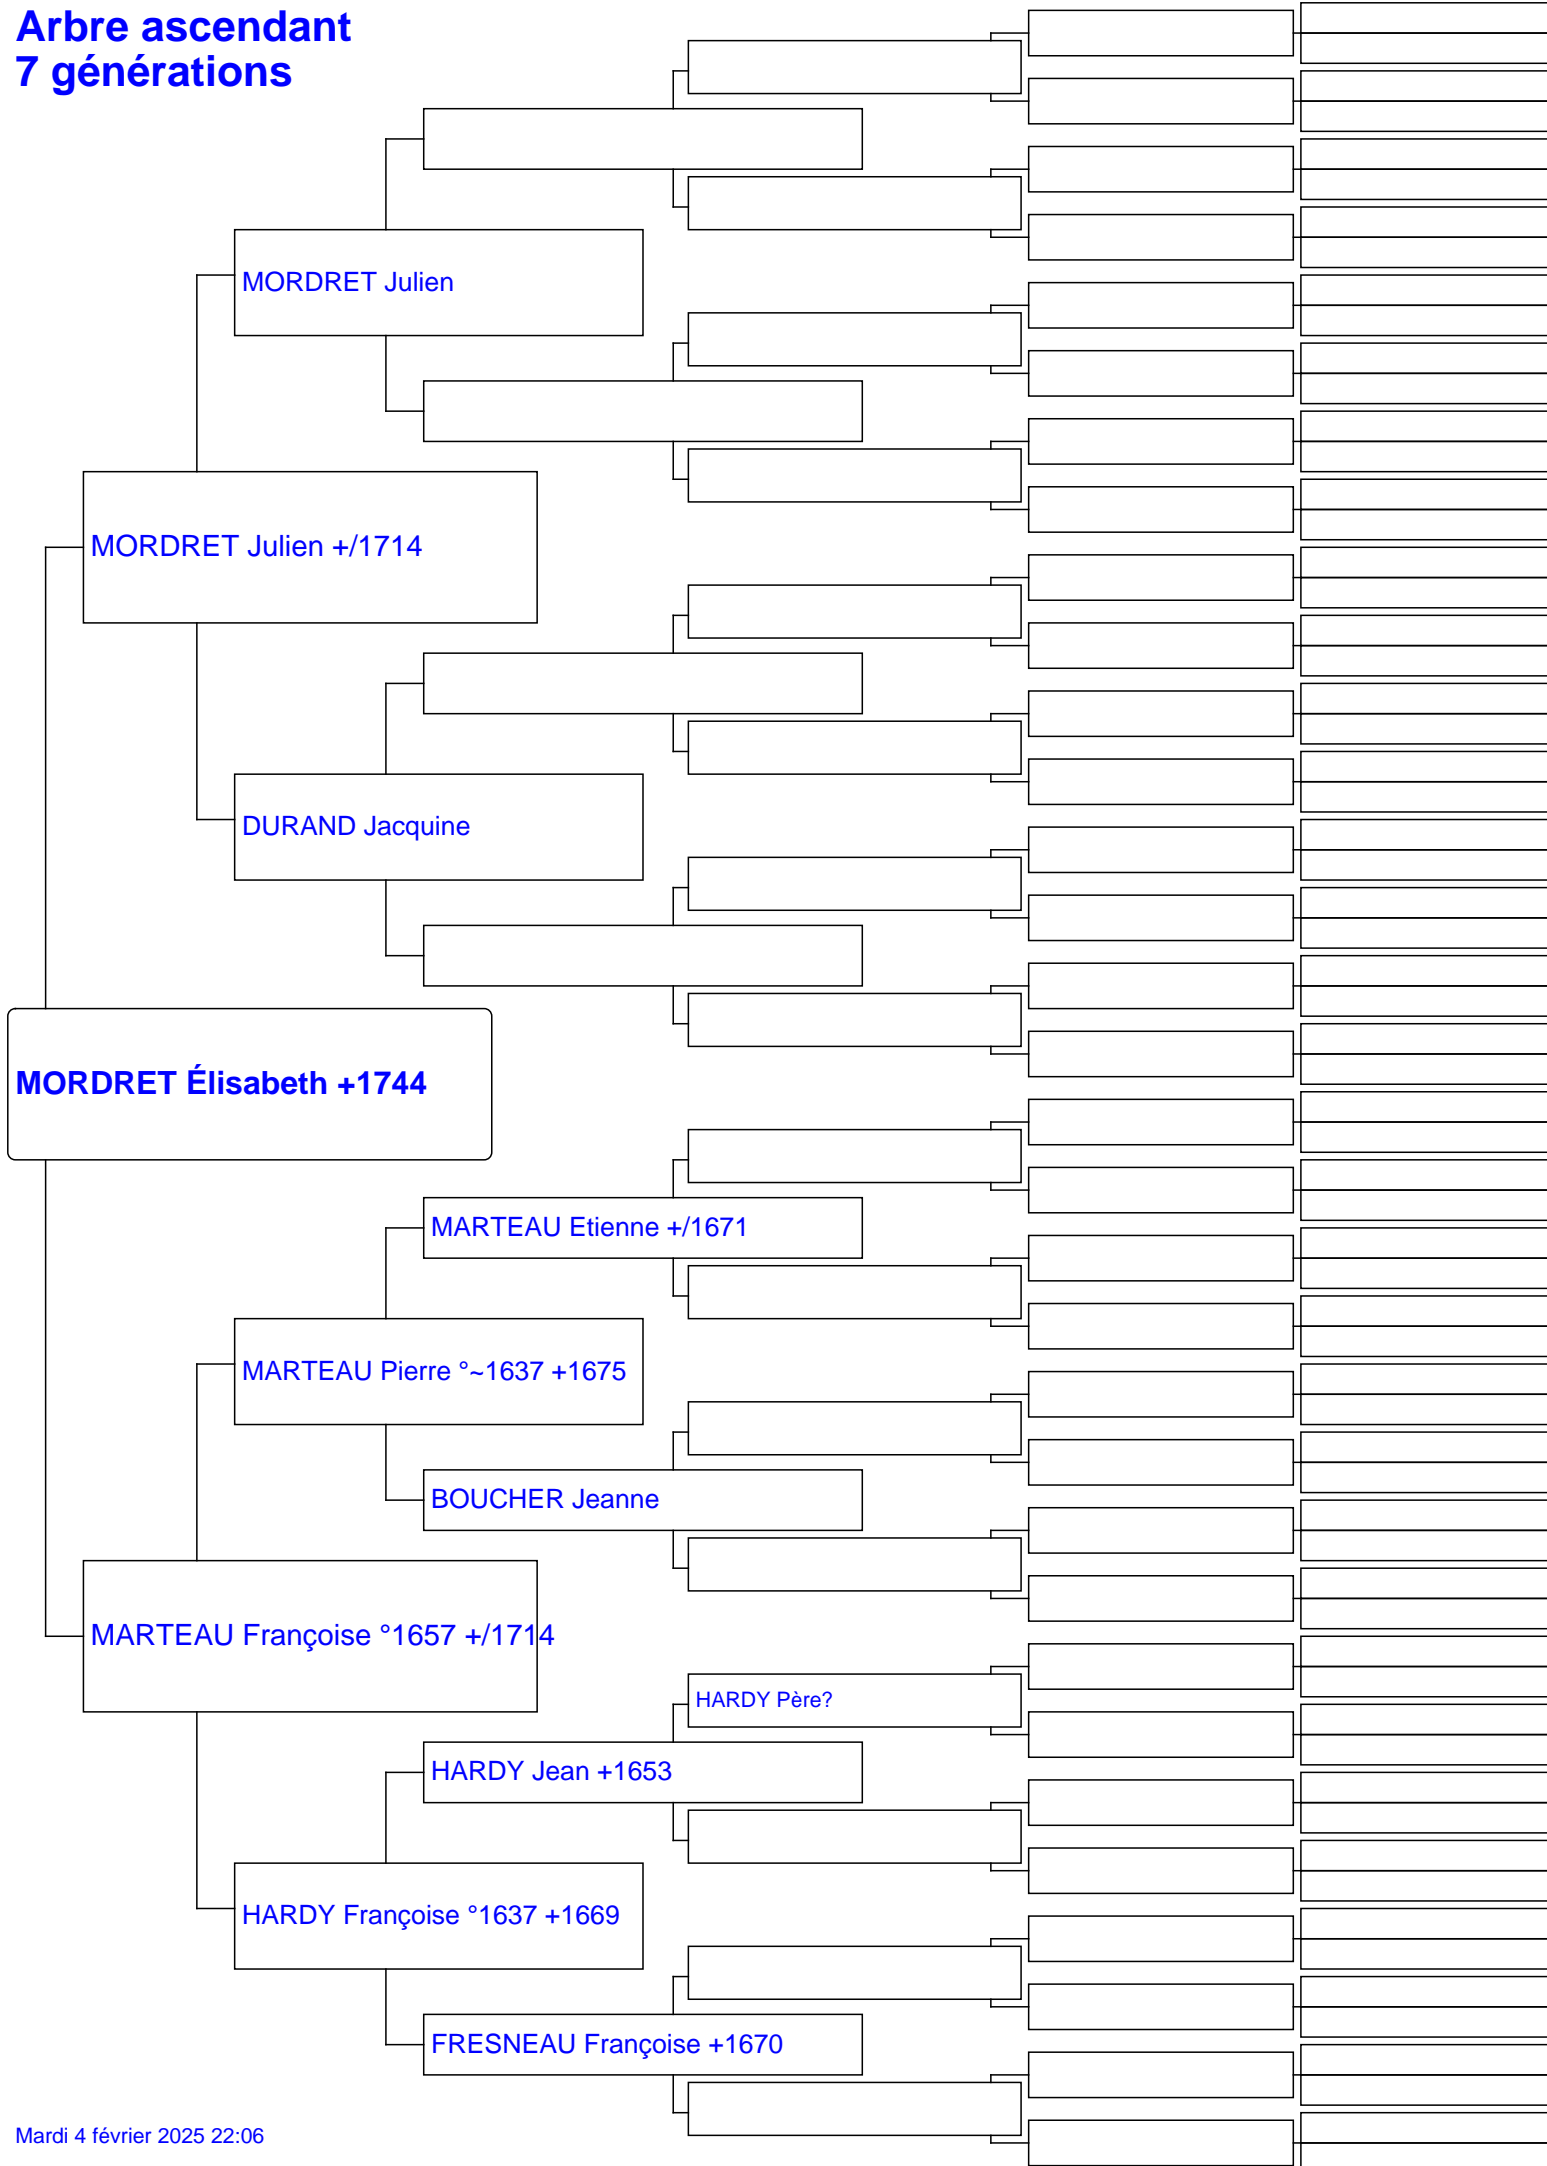 Arbre ascendant
7 générations
MORDRET Julien
MORDRET Julien +/1714
DURAND Jacquine
MORDRET Élisabeth +1744
MARTEAU Etienne +/1671
MARTEAU Pierre °~1637 +1675
BOUCHER Jeanne
MARTEAU Françoise °1657 +/1714
HARDY Père?
HARDY Jean +1653
HARDY Françoise °1637 +1669
FRESNEAU Françoise +1670
Mardi 4 février 2025 22:06